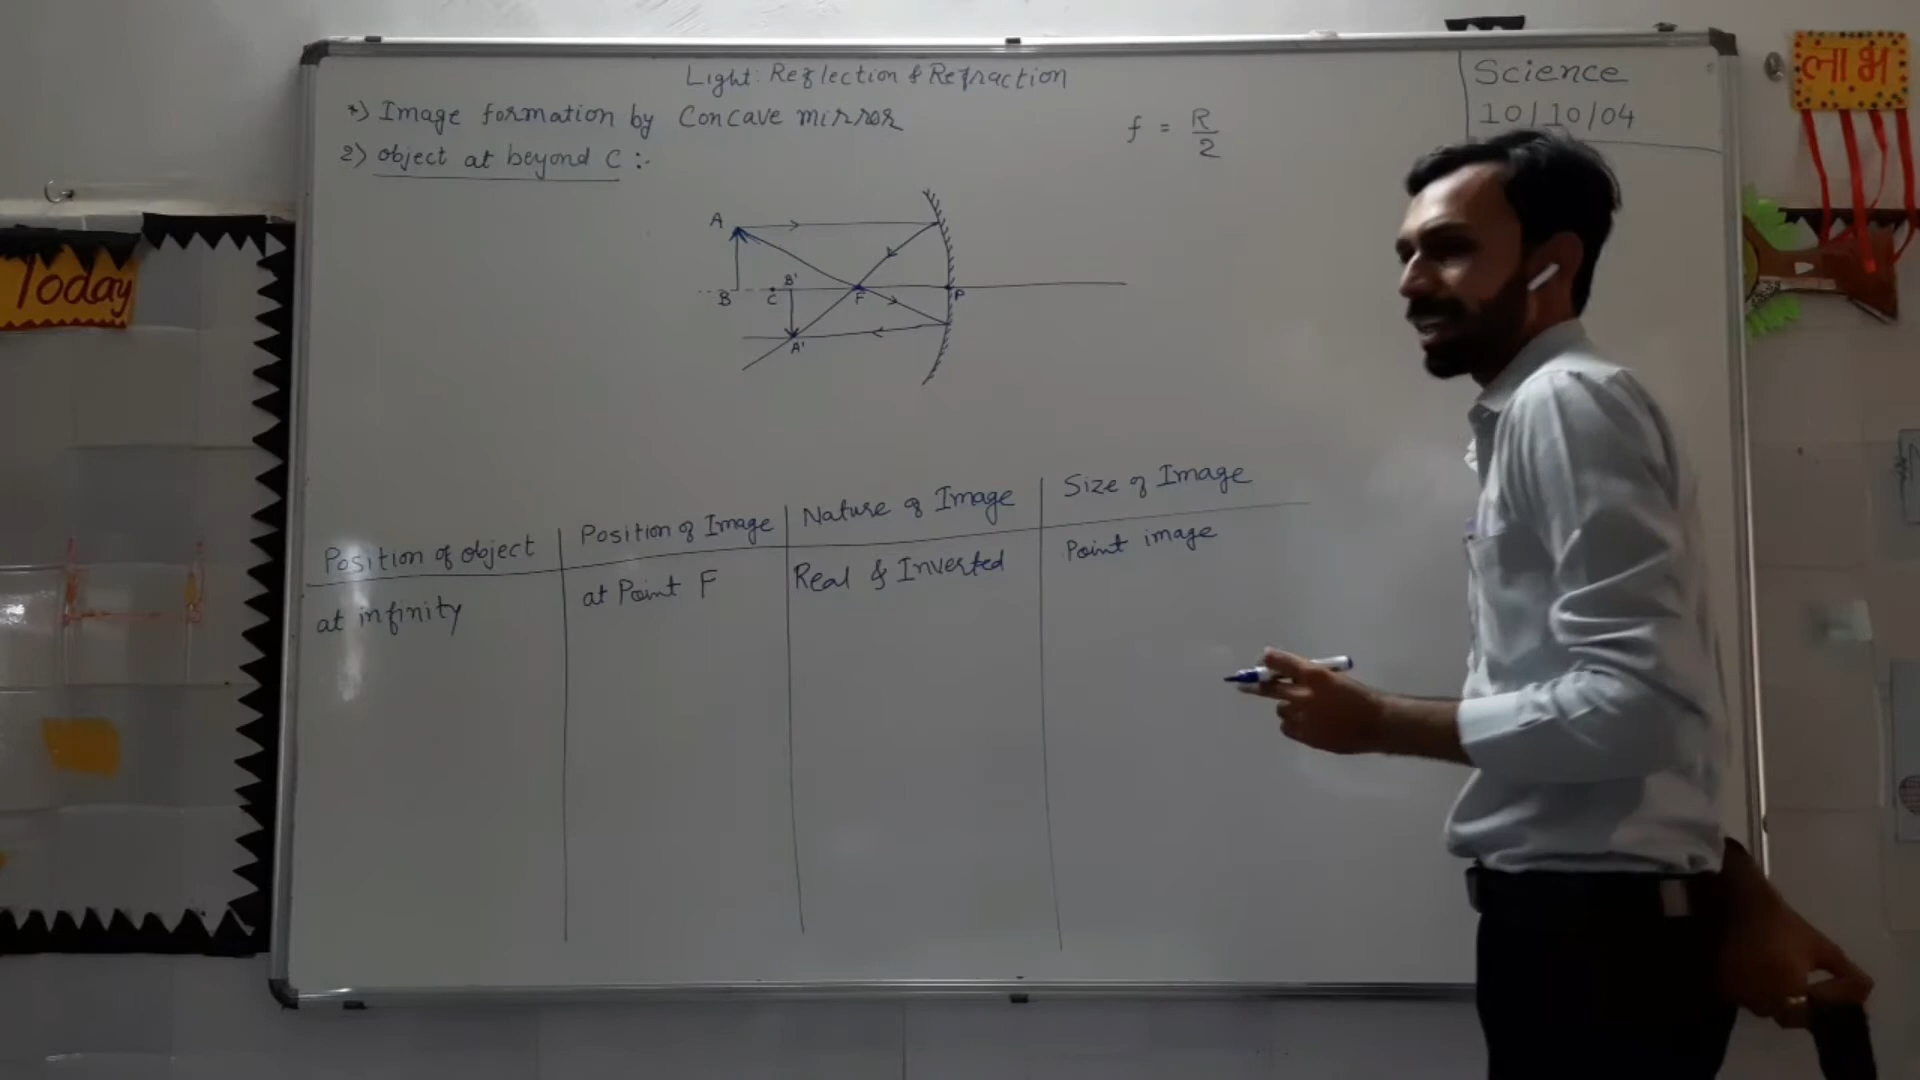 Light: Reflection & Refraction
Science
10/10/04
*) Image formation by Concave mirror
f = R/2
2) object at beyond C :-
A
B C B' F P
A'
Position of object
Position of Image
Nature of Image
Size of Image
at infinity
at Point F
Real & Inverted
Point image
Today
लाभ